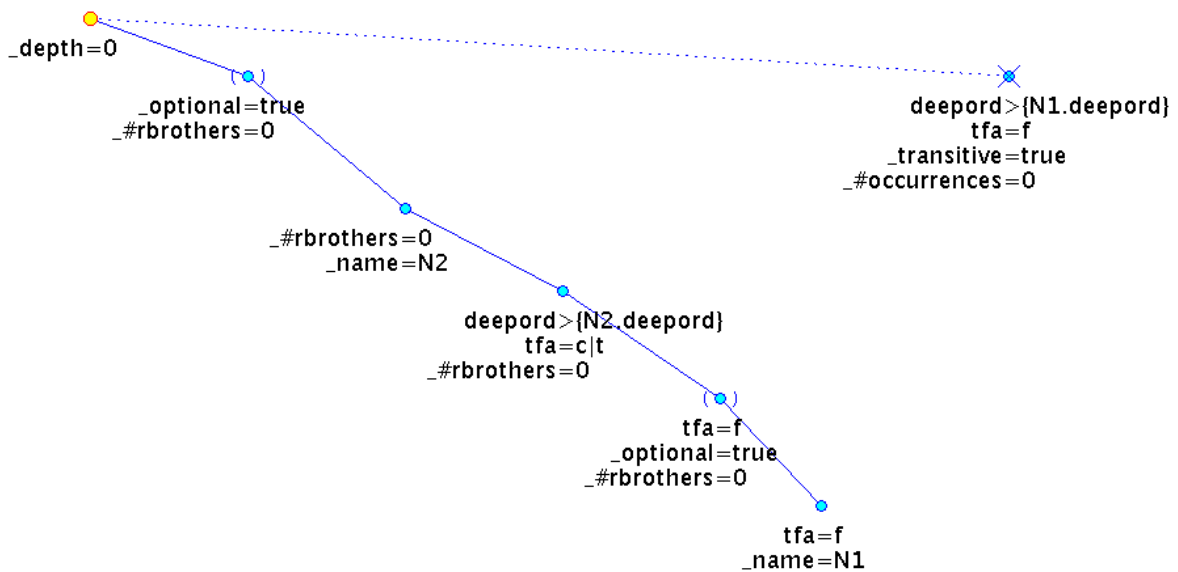 _depth=0
_optional=true
_#rbrothers=0
deepord>{N1.deepord}
tfa=f
_transitive=true
_#occurrences=0
_#rbrothers=0
_name=N2
deepord>{N2.deepord}
tfa=c|t
_#rbrothers=0
tfa=f
_optional=true
_#rbrothers=0
tfa=f
_name=N1